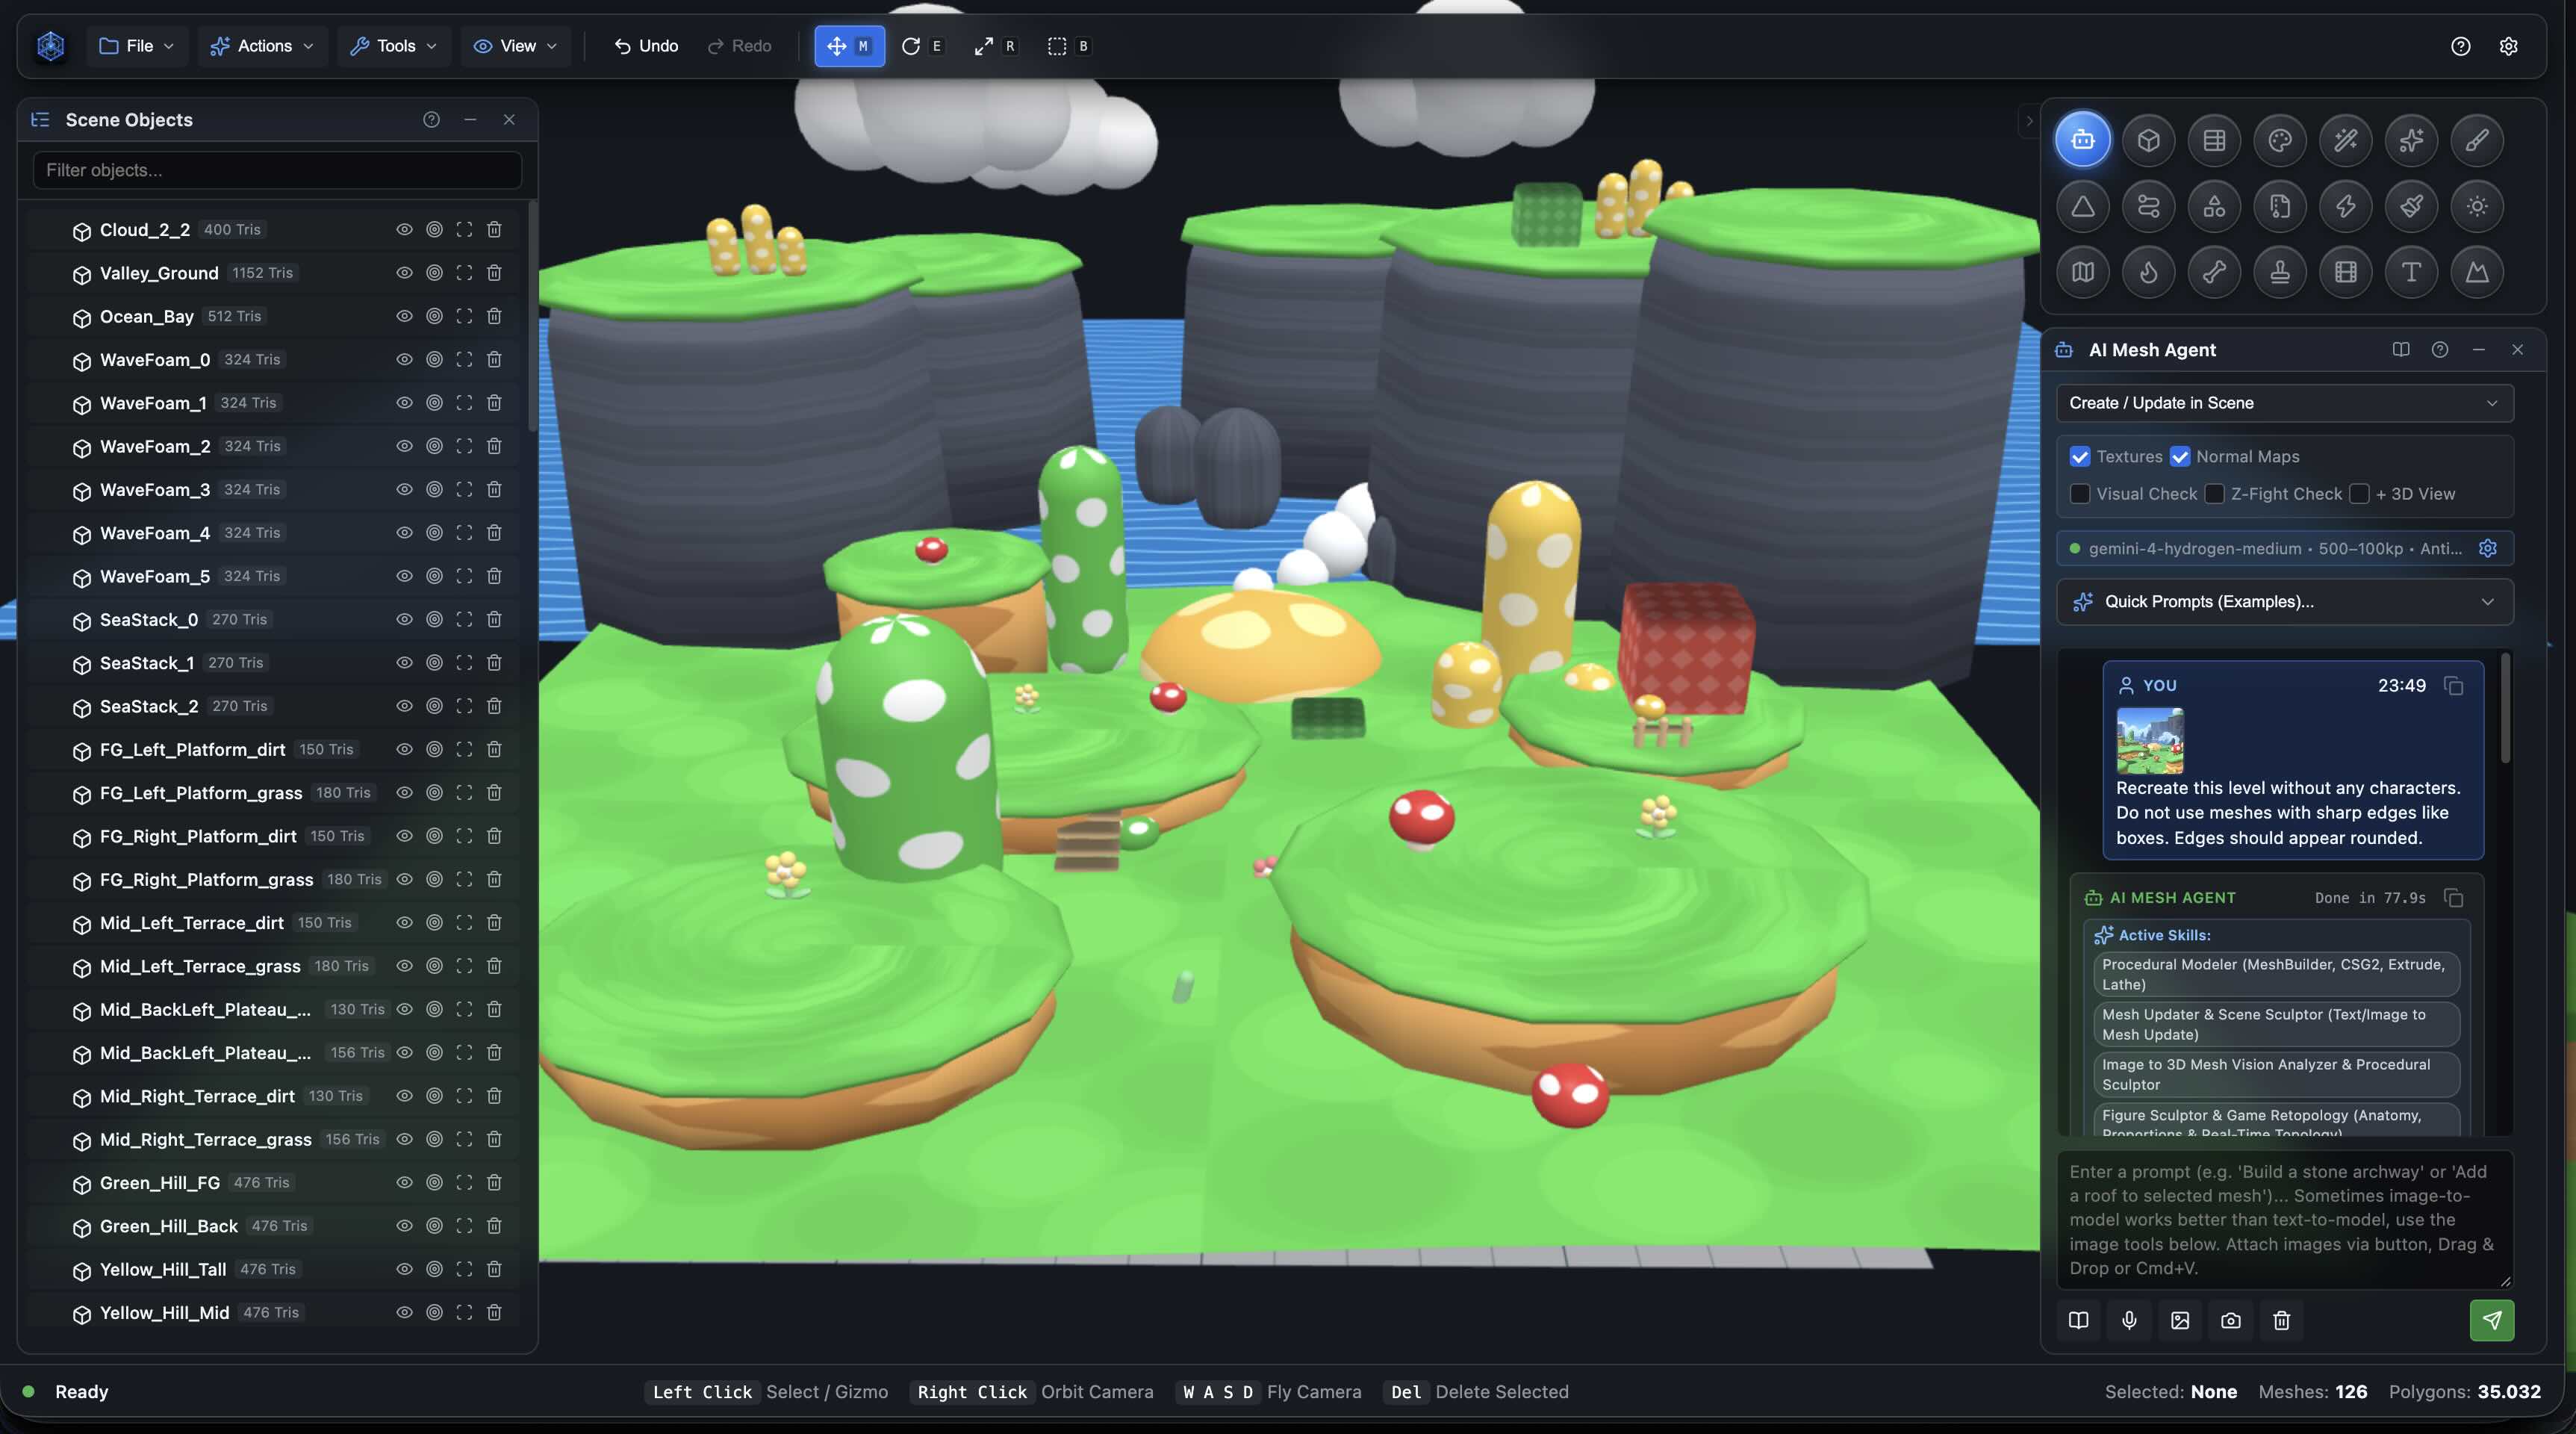 File
Actions
Tools
View
Undo
Redo
M
E
R
B
Scene Objects
Filter objects...
Cloud_2_2 400 Tris
Valley_Ground 1152 Tris
Ocean_Bay 512 Tris
WaveFoam_0 324 Tris
WaveFoam_1 324 Tris
WaveFoam_2 324 Tris
WaveFoam_3 324 Tris
WaveFoam_4 324 Tris
WaveFoam_5 324 Tris
SeaStack_0 270 Tris
SeaStack_1 270 Tris
SeaStack_2 270 Tris
FG_Left_Platform_dirt 150 Tris
FG_Left_Platform_grass 180 Tris
FG_Right_Platform_dirt 150 Tris
FG_Right_Platform_grass 180 Tris
Mid_Left_Terrace_dirt 150 Tris
Mid_Left_Terrace_grass 180 Tris
Mid_BackLeft_Plateau_... 130 Tris
Mid_BackLeft_Plateau_... 156 Tris
Mid_Right_Terrace_dirt 130 Tris
Mid_Right_Terrace_grass 156 Tris
Green_Hill_FG 476 Tris
Green_Hill_Back 476 Tris
Yellow_Hill_Tall 476 Tris
Yellow_Hill_Mid 476 Tris
AI Mesh Agent
Create / Update in Scene
Textures Normal Maps
Visual Check Z-Fight Check + 3D View
gemini-4-hydrogen-medium • 500–100kp • Anti...
Quick Prompts (Examples)...
YOU 23:49
Recreate this level without any characters.
Do not use meshes with sharp edges like
boxes. Edges should appear rounded.
AI MESH AGENT Done in 77.9s
Active Skills:
Procedural Modeler (MeshBuilder, CSG2, Extrude,
Lathe)
Mesh Updater & Scene Sculptor (Text/Image to
Mesh Update)
Image to 3D Mesh Vision Analyzer & Procedural
Sculptor
Figure Sculptor & Game Retopology (Anatomy,
Proportions & Real-Time Topology)
Enter a prompt (e.g. 'Build a stone archway' or 'Add
a roof to selected mesh')... Sometimes image-to-
model works better than text-to-model, use the
image tools below. Attach images via button, Drag &
Drop or Cmd+V.
Ready
Left Click Select / Gizmo Right Click Orbit Camera W A S D Fly Camera Del Delete Selected
Selected: None Meshes: 126 Polygons: 35.032